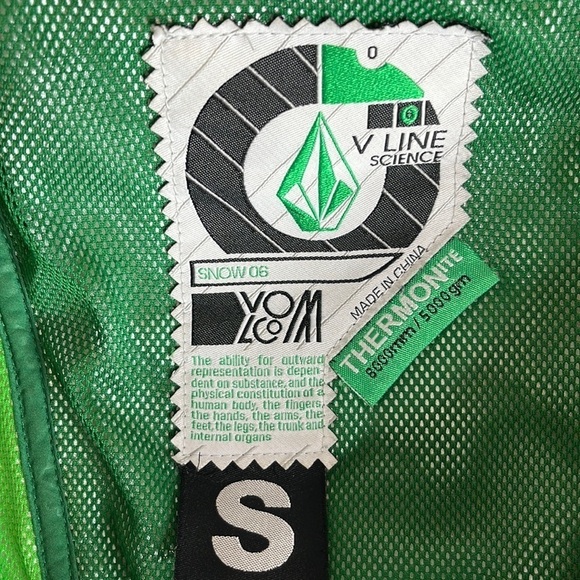 0
V LINE
SCIENCE
SNOW 06
VOLCOM
MADE IN CHINA
THERMONITE
8000mm/5000gm
The ability for outward
representation is depen-
dent on substance, and the
physical constitution of a
human body, the fingers,
the hands, the arms, the
feet, the legs, the trunk and
internal organs
S